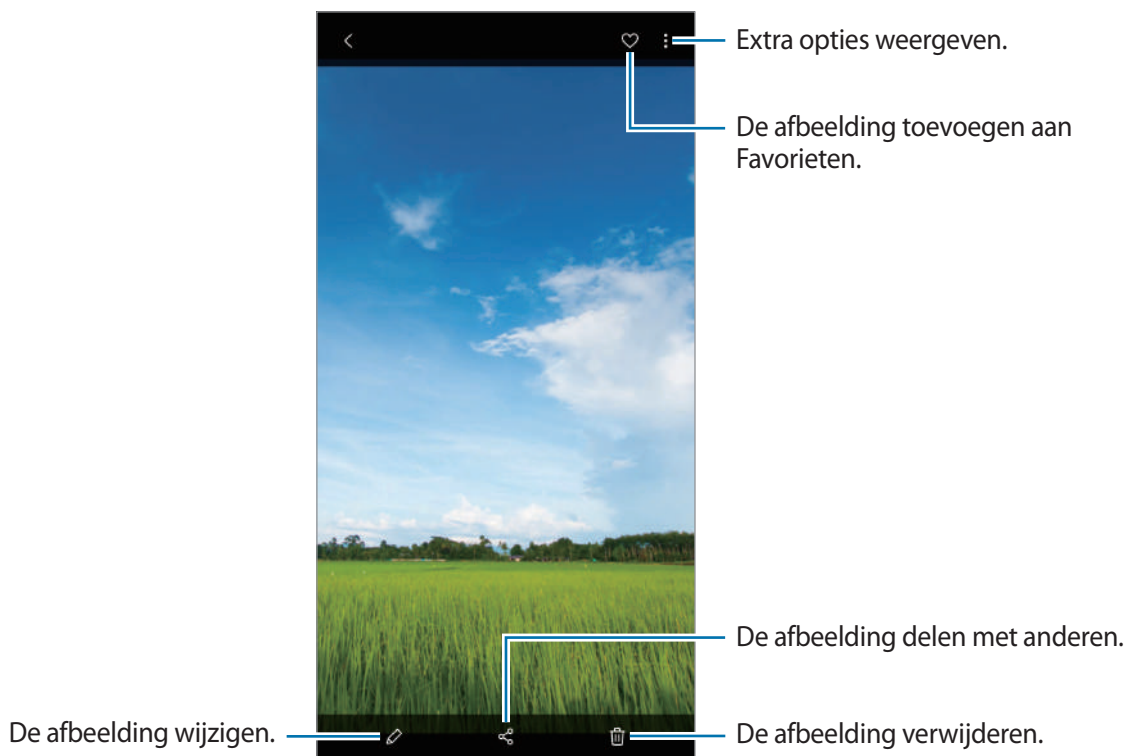 Extra opties weergeven.
De afbeelding toevoegen aan
Favorieten.
De afbeelding delen met anderen.
De afbeelding wijzigen.
De afbeelding verwijderen.